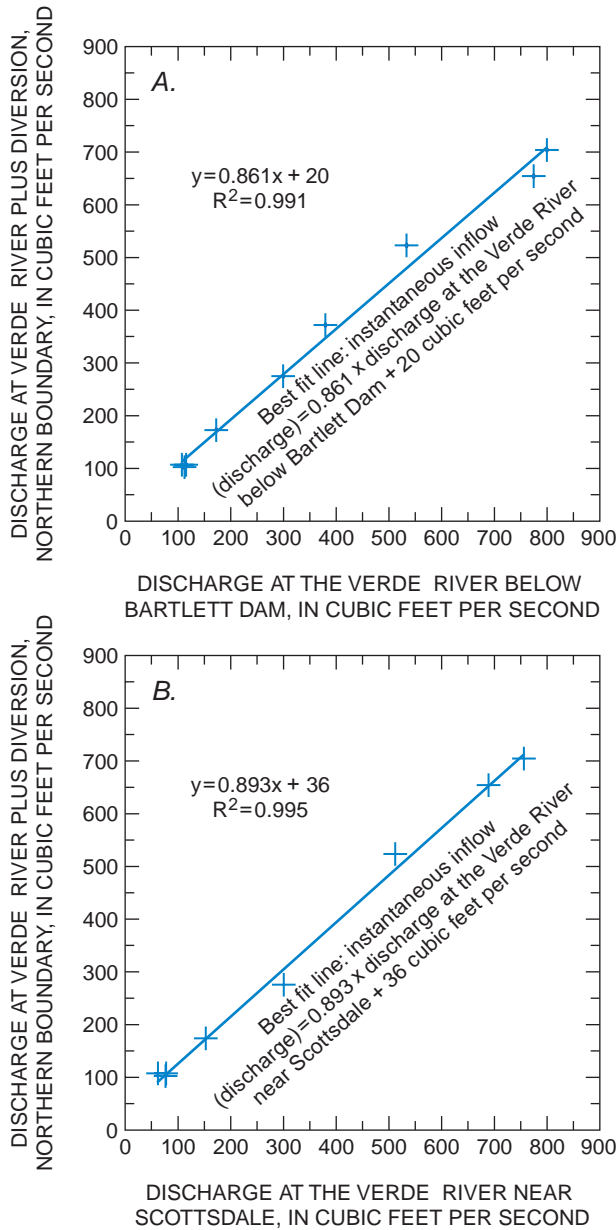 DISCHARGE AT VERDE RIVER PLUS DIVERSION,
NORTHERN BOUNDARY, IN CUBIC FEET PER SECOND
900
800
700
600
500
400
300
200
100
0
A.
y=0.861x + 20
R2=0.991
Best fit line: instantaneous inflow
(discharge)=0.861 x discharge at the Verde River
below Bartlett Dam + 20 cubic feet per second
0 100 200 300 400 500 600 700 800 900
DISCHARGE AT THE VERDE RIVER BELOW
BARTLETT DAM, IN CUBIC FEET PER SECOND
DISCHARGE AT VERDE RIVER PLUS DIVERSION,
NORTHERN BOUNDARY, IN CUBIC FEET PER SECOND
900
800
700
600
500
400
300
200
100
0
B.
y=0.893x + 36
R2=0.995
Best fit line: instantaneous inflow
(discharge)=0.893 x discharge at the Verde River
near Scottsdale + 36 cubic feet per second
0 100 200 300 400 500 600 700 800 900
DISCHARGE AT THE VERDE RIVER NEAR
SCOTTSDALE, IN CUBIC FEET PER SECOND